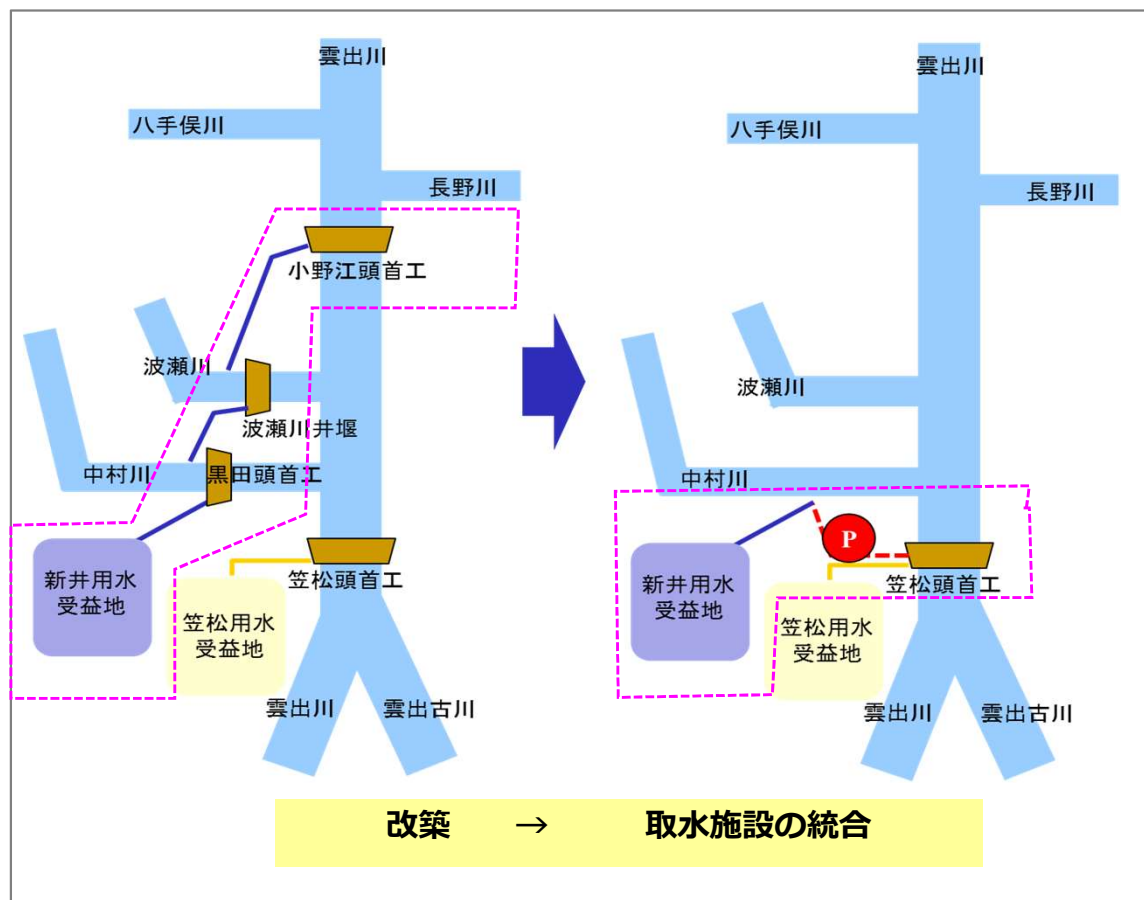 雲出川
八手俣川
長野川
小野江頭首工
波瀬川
波瀬川井堰
中村川
黒田頭首工
新井用水
受益地
笠松頭首工
笠松用水
受益地
雲出川
雲出古川
雲出川
八手俣川
長野川
波瀬川
中村川
P
新井用水
受益地
笠松頭首工
笠松用水
受益地
雲出川
雲出古川
改築 → 取水施設の統合